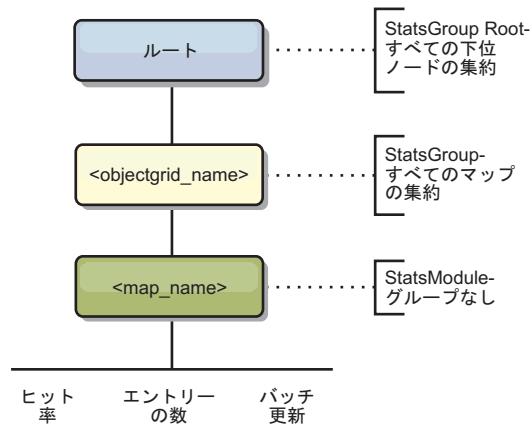 ルート
StatsGroup Root-
すべての下位
ノードの集約
<objectgrid_name>
StatsGroup-
すべてのマップ
の集約
<map_name>
StatsModule-
グループなし
ヒット
率
エントリー
の数
バッチ
更新